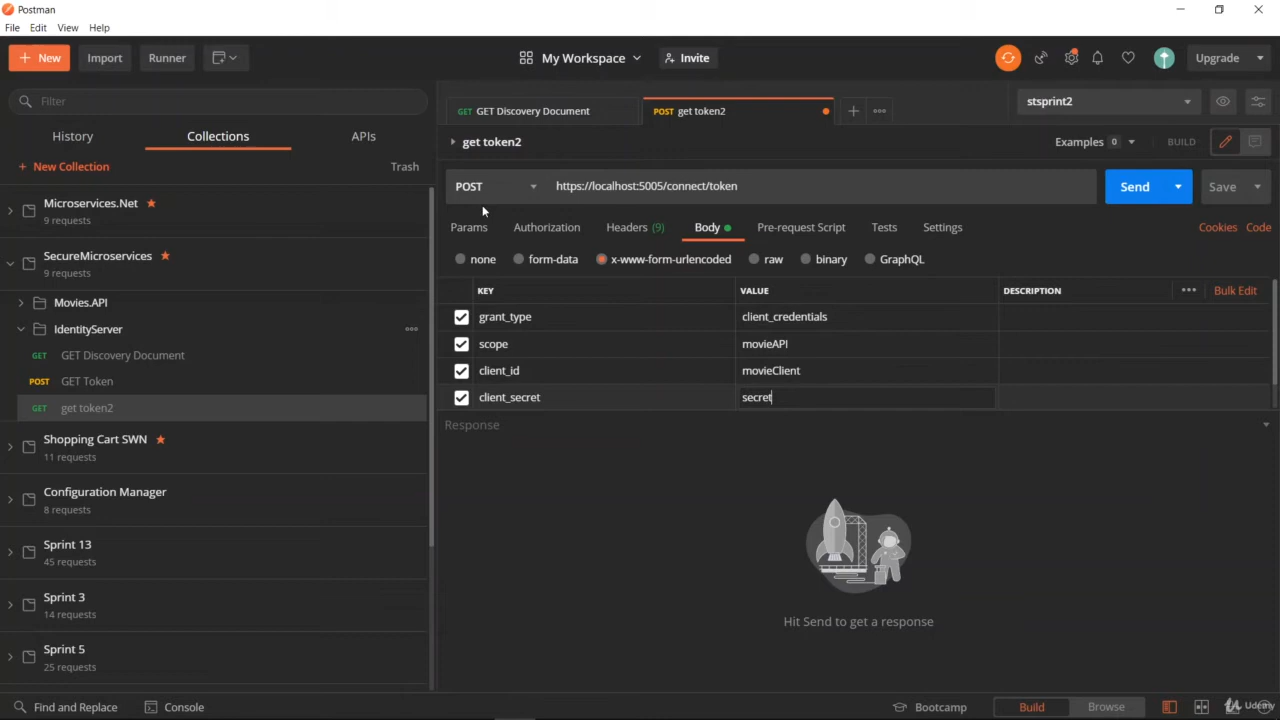 Postman
File Edit View Help
New Import Runner My Workspace Invite Upgrade
Filter
History Collections APIs
+ New Collection Trash
Microservices.Net
9 requests
SecureMicroservices
9 requests
Movies.API
IdentityServer
GET GET Discovery Document
POST GET Token
GET get token2
Shopping Cart SWN
11 requests
Configuration Manager
8 requests
Sprint 13
45 requests
Sprint 3
14 requests
Sprint 5
25 requests
GET GET Discovery Document POST get token2 stsprint2
get token2 Examples 0 BUILD
POST https://localhost:5005/connect/token Send Save
Params Authorization Headers (9) Body Pre-request Script Tests Settings Cookies Code
none form-data x-www-form-urlencoded raw binary GraphQL
KEY VALUE DESCRIPTION Bulk Edit
grant_type client_credentials
scope movieAPI
client_id movieClient
client_secret secret
Response
Hit Send to get a response
Find and Replace Console Bootcamp Build Browse
Udemy